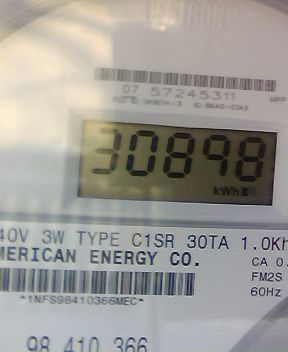 07 57245311
30898
kWh
40V 3W TYPE C1SR 30TA 1.0Kh
MERICAN ENERGY CO.
CA 0.
FM2S
60Hz
*1NFS98410366MEC*
98 410 366